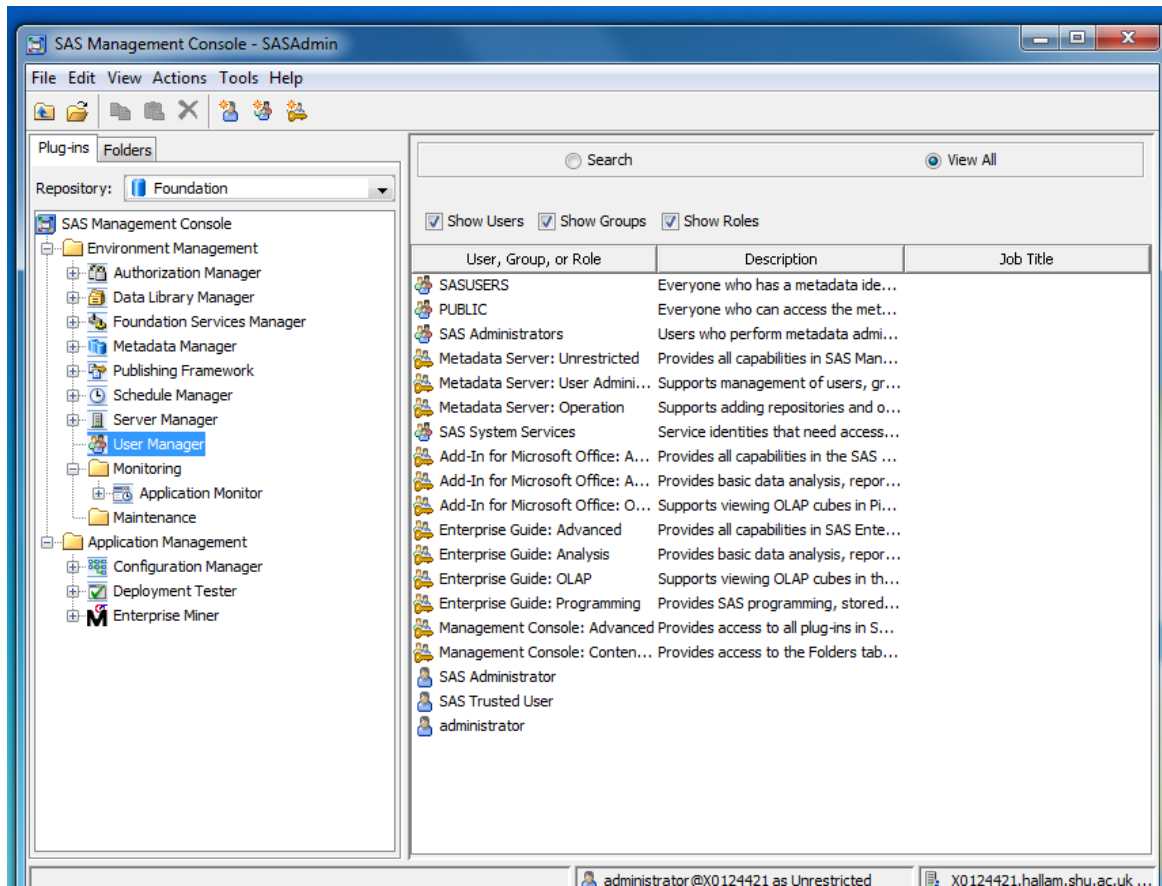 SAS Management Console - SASAdmin
File Edit View Actions Tools Help
Plug-ins Folders
Repository: Foundation
SAS Management Console
Environment Management
Authorization Manager
Data Library Manager
Foundation Services Manager
Metadata Manager
Publishing Framework
Schedule Manager
Server Manager
User Manager
Monitoring
Application Monitor
Maintenance
Application Management
Configuration Manager
Deployment Tester
Enterprise Miner
Search View All
Show Users Show Groups Show Roles
User, Group, or Role Description Job Title
SASUSERS Everyone who has a metadata ide...
PUBLIC Everyone who can access the met...
SAS Administrators Users who perform metadata admi...
Metadata Server: Unrestricted Provides all capabilities in SAS Man...
Metadata Server: User Admini... Supports management of users, gr...
Metadata Server: Operation Supports adding repositories and o...
SAS System Services Service identities that need access...
Add-In for Microsoft Office: A... Provides all capabilities in the SAS ...
Add-In for Microsoft Office: A... Provides basic data analysis, repor...
Add-In for Microsoft Office: O... Supports viewing OLAP cubes in Pi...
Enterprise Guide: Advanced Provides all capabilities in SAS Ente...
Enterprise Guide: Analysis Provides basic data analysis, repor...
Enterprise Guide: OLAP Supports viewing OLAP cubes in th...
Enterprise Guide: Programming Provides SAS programming, stored...
Management Console: Advanced Provides access to all plug-ins in S...
Management Console: Conten... Provides access to the Folders tab...
SAS Administrator
SAS Trusted User
administrator
administrator@X0124421 as Unrestricted X0124421.hallam.shu.ac.uk ...